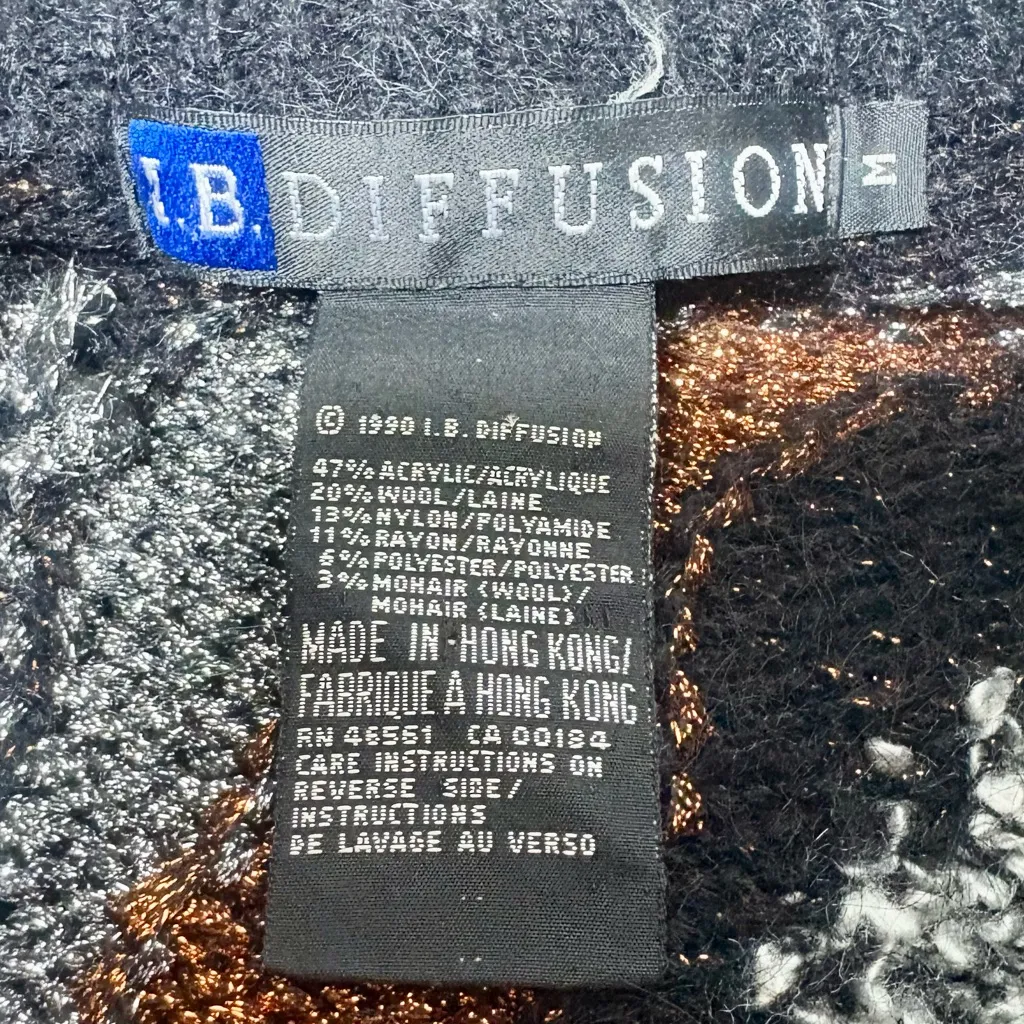 I.B. DIFFUSION M
© 1990 I.B. DIFFUSION
47% ACRYLIC/ACRYLIQUE
20% WOOL/LAINE
13% NYLON/POLYAMIDE
11% RAYON/RAYONNE
6% POLYESTER/POLYESTER
3% MOHAIR (WOOL)/
MOHAIR (LAINE)
MADE IN HONG KONG/
FABRIQUE A HONG KONG
RN 46551 CA 00184
CARE INSTRUCTIONS ON
REVERSE SIDE/
INSTRUCTIONS
DE LAVAGE AU VERSO